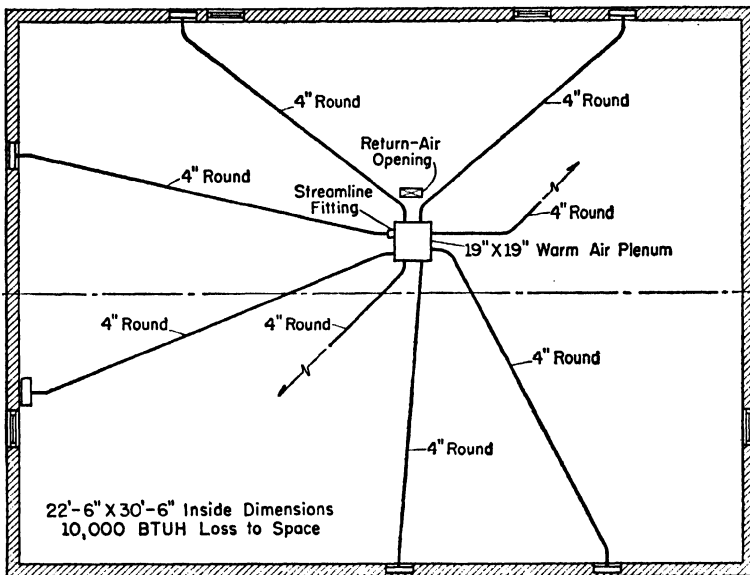 4" Round
4" Round
Return-Air
Opening
4" Round
Streamline
Fitting
N
4" Round
19" X 19" Warm Air Plenum
4" Round
4" Round
4" Round
N
4" Round
22'-6" X 30'-6" Inside Dimensions
10,000 BTUH Loss to Space